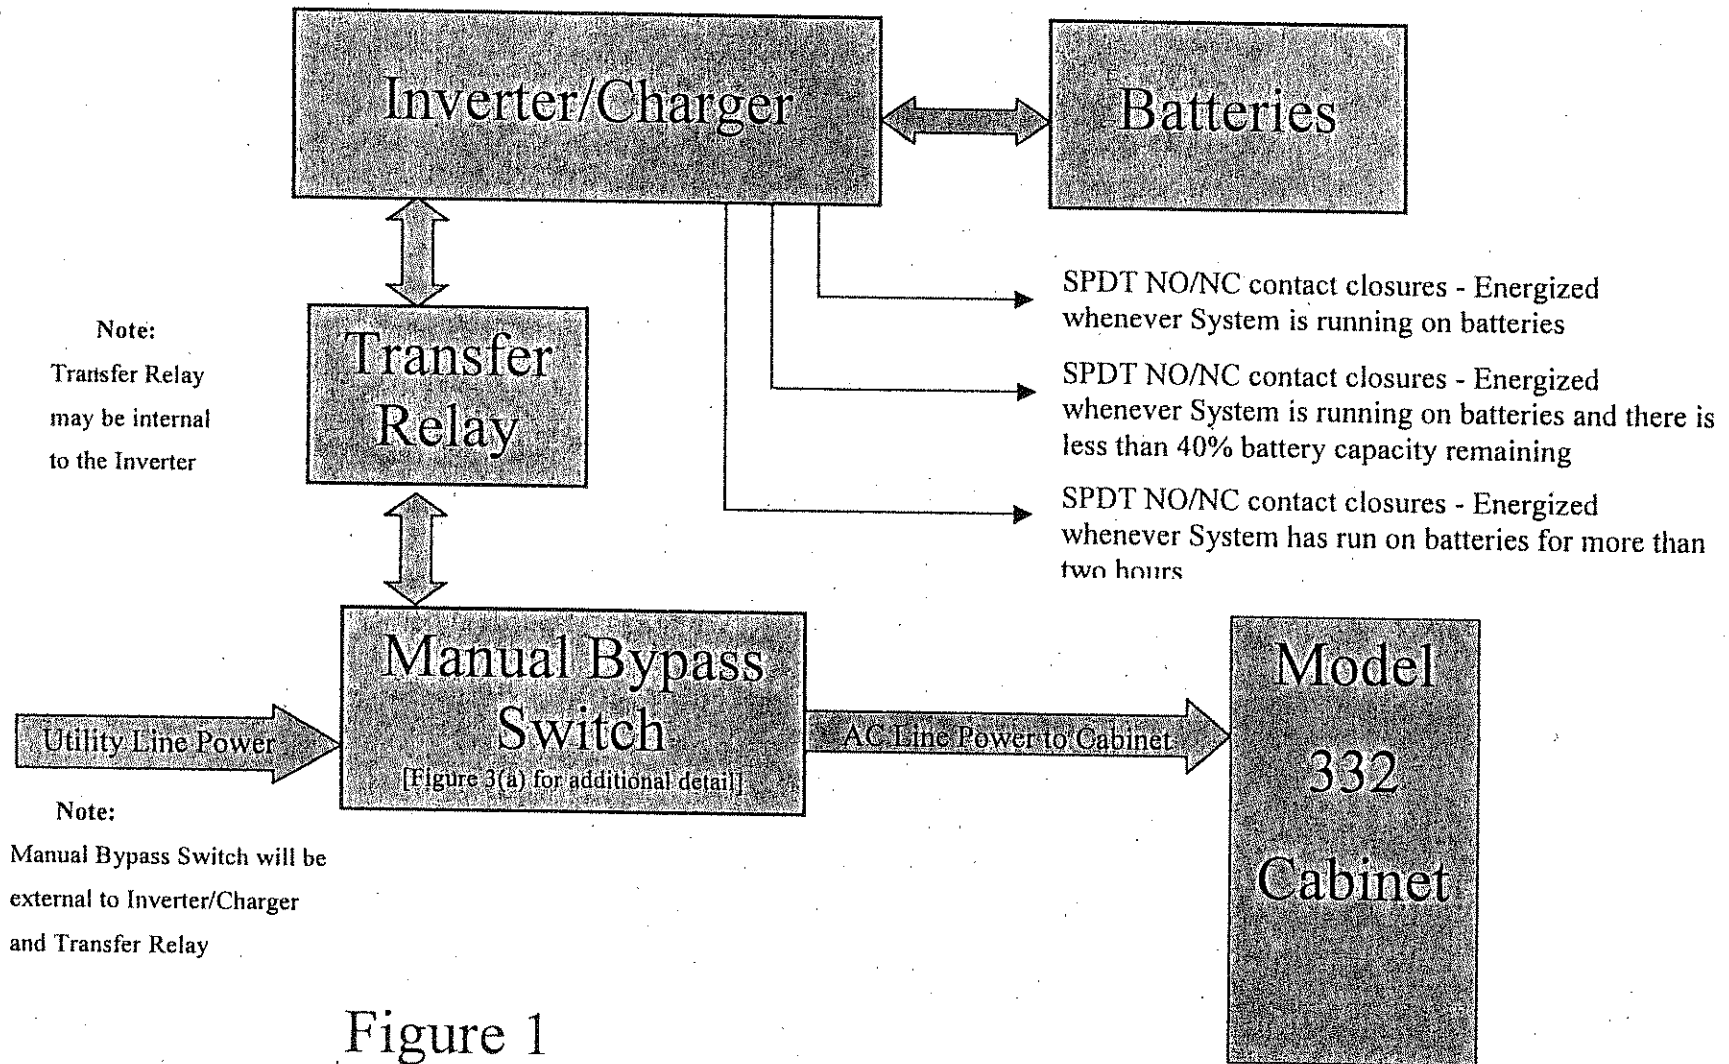 Inverter/Charger
Batteries
SPDT NO/NC contact closures - Energized
whenever System is running on batteries
Note:
Transfer Relay
may be internal
to the Inverter
Transfer
Relay
SPDT NO/NC contact closures - Energized
whenever System is running on batteries and there is
less than 40% battery capacity remaining
SPDT NO/NC contact closures - Energized
whenever System has run on batteries for more than
two hours
Manual Bypass
Switch
[Figure 3(a) for additional detail]
Utility Line Power
AC Line Power to Cabinet
Model
332
Cabinet
Note:
Manual Bypass Switch will be
external to Inverter/Charger
and Transfer Relay
Figure 1